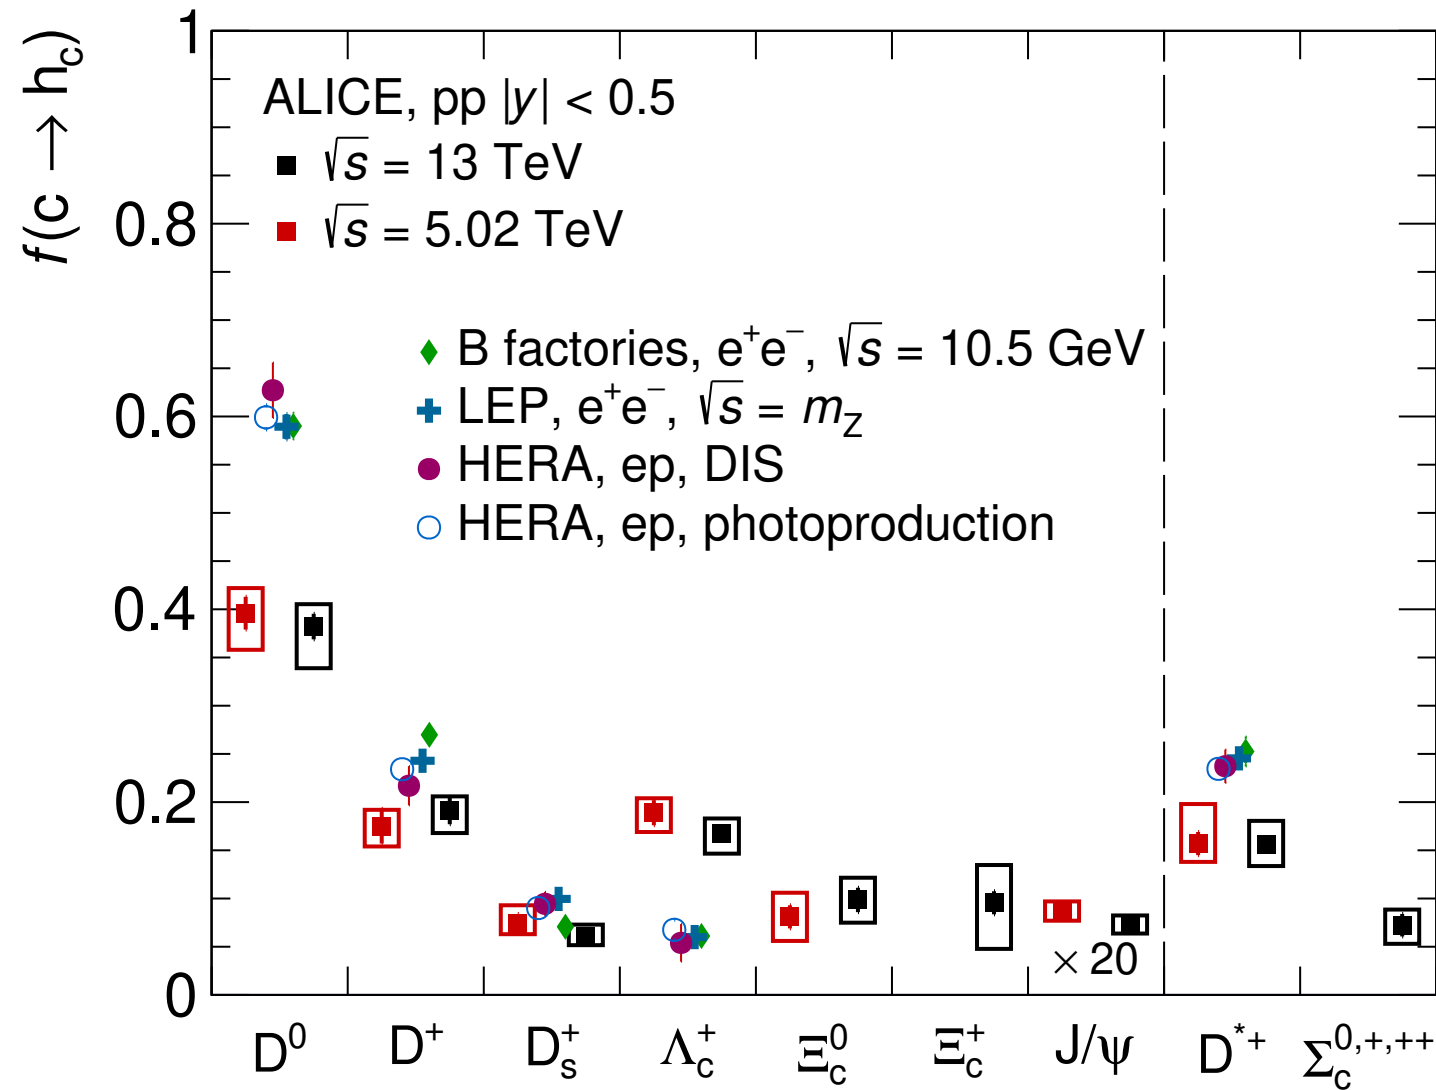 f(c → h_c)
1
0.8
0.6
0.4
0.2
0
ALICE, pp |y| < 0.5
√s = 13 TeV
√s = 5.02 TeV
B factories, e⁺e⁻, √s = 10.5 GeV
LEP, e⁺e⁻, √s = m_Z
HERA, ep, DIS
HERA, ep, photoproduction
× 20
D⁰ D⁺ D_s⁺ Λ_c⁺ Ξ_c⁰ Ξ_c⁺ J/ψ D*⁺ Σ_c^{0,+,++}